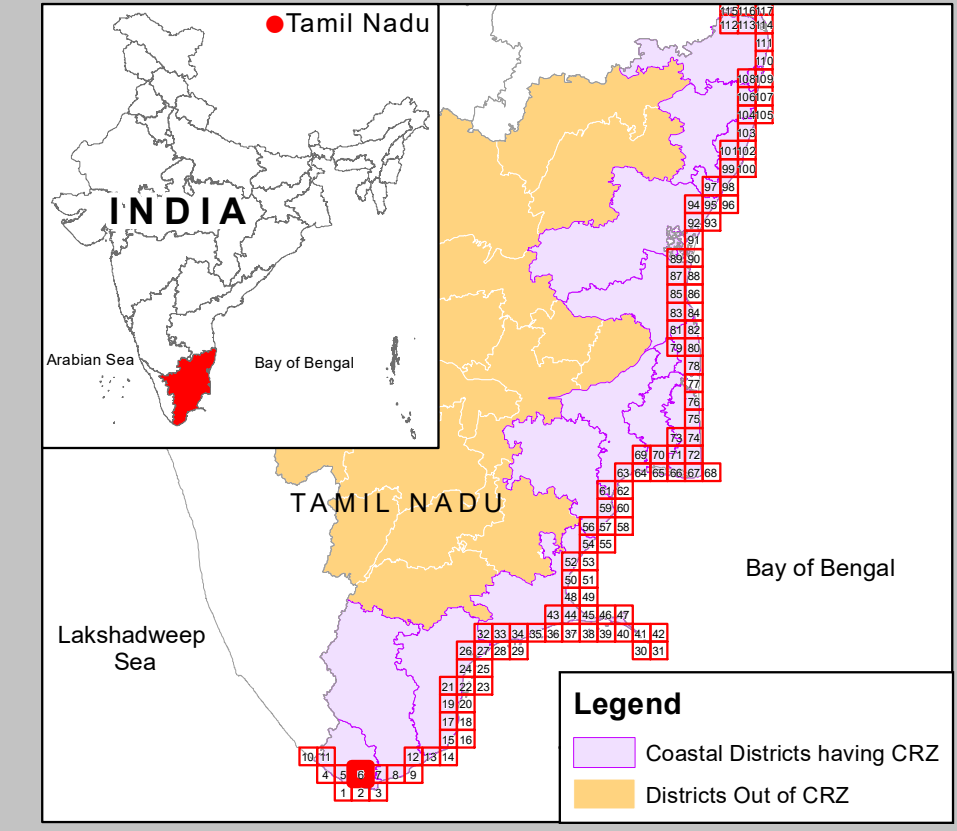 Tamil Nadu
INDIA
Arabian Sea
Bay of Bengal
115 116 117
112 113 114
111
110
108 109
106 107
104 105
103
101 102
99 100
97 98
94 95 96
92 93
91
89 90
87 88
85 86
83 84
81 82
79 80
78
77
76
75
73 74
69 70 71 72
63 64 65 66 67 68
61 62
TAMIL NADU
59 60
56 57 58
54 55
52 53
Bay of Bengal
50 51
48 49
43 44 45 46 47
32 33 34 35 36 37 38 39 40 41 42
Lakshadweep
Sea
26 27 28 29 30 31
24 25
21 22 23
19 20
17 18
15 16
10 11 12 13 14
4 5 6 7 8 9
1 2 3
Legend
Coastal Districts having CRZ
Districts Out of CRZ